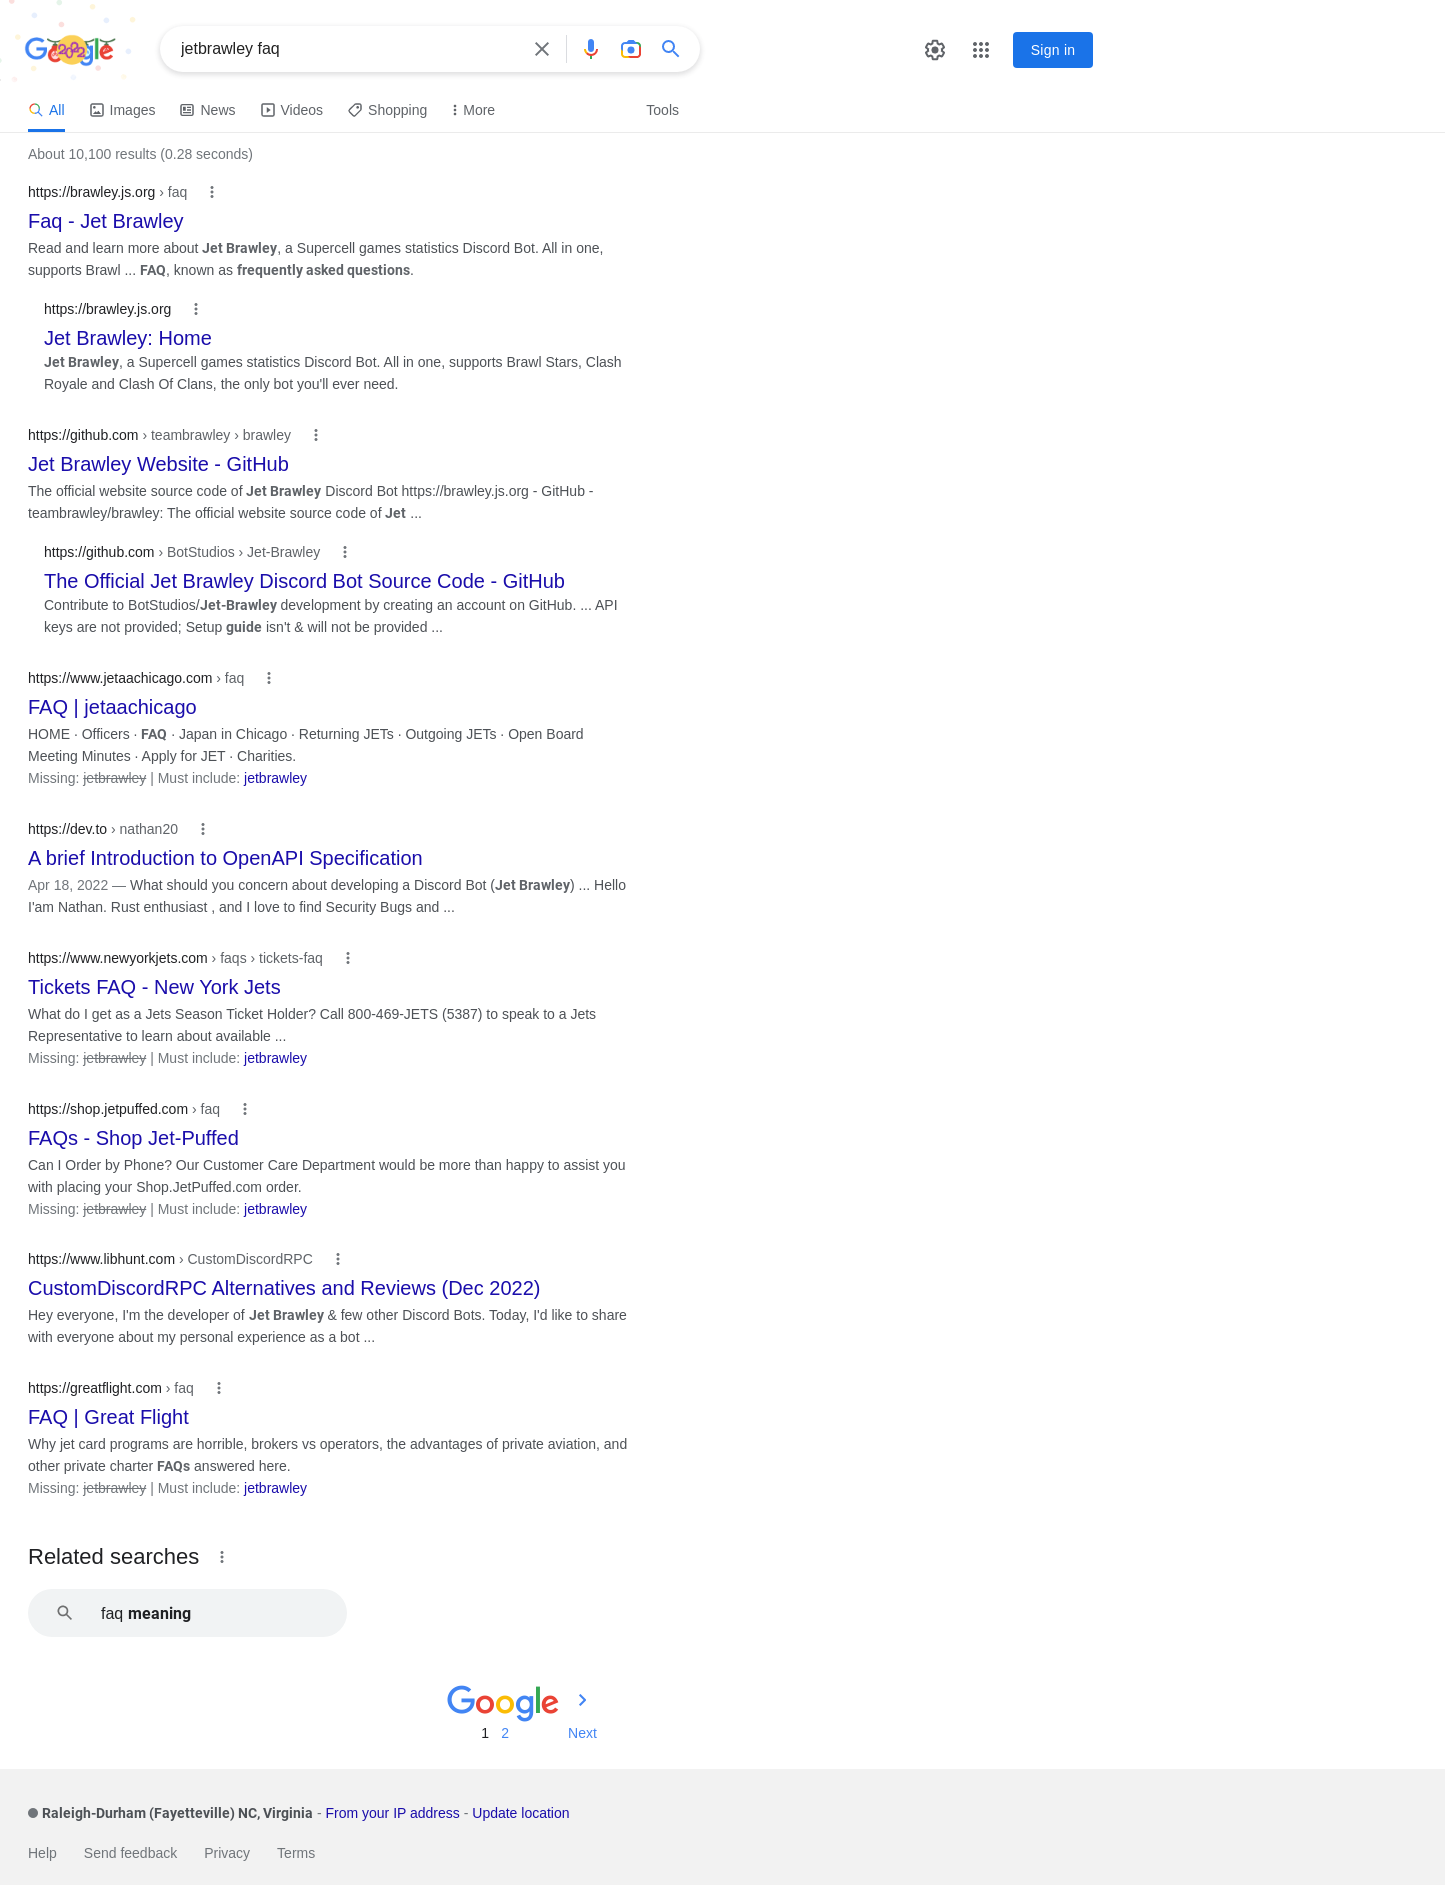 Google
jetbrawley faq
Sign in
All Images News Videos Shopping More Tools
About 10,100 results (0.28 seconds)
https://brawley.js.org › faq
Faq - Jet Brawley
Read and learn more about Jet Brawley, a Supercell games statistics Discord Bot. All in one,
supports Brawl ... FAQ, known as frequently asked questions.
https://brawley.js.org
Jet Brawley: Home
Jet Brawley, a Supercell games statistics Discord Bot. All in one, supports Brawl Stars, Clash
Royale and Clash Of Clans, the only bot you'll ever need.
https://github.com › teambrawley › brawley
Jet Brawley Website - GitHub
The official website source code of Jet Brawley Discord Bot https://brawley.js.org - GitHub -
teambrawley/brawley: The official website source code of Jet ...
https://github.com › BotStudios › Jet-Brawley
The Official Jet Brawley Discord Bot Source Code - GitHub
Contribute to BotStudios/Jet-Brawley development by creating an account on GitHub. ... API
keys are not provided; Setup guide isn't & will not be provided ...
https://www.jetaachicago.com › faq
FAQ | jetaachicago
HOME · Officers · FAQ · Japan in Chicago · Returning JETs · Outgoing JETs · Open Board
Meeting Minutes · Apply for JET · Charities.
Missing: jetbrawley | Must include: jetbrawley
https://dev.to › nathan20
A brief Introduction to OpenAPI Specification
Apr 18, 2022 — What should you concern about developing a Discord Bot (Jet Brawley) ... Hello
I'am Nathan. Rust enthusiast , and I love to find Security Bugs and ...
https://www.newyorkjets.com › faqs › tickets-faq
Tickets FAQ - New York Jets
What do I get as a Jets Season Ticket Holder? Call 800-469-JETS (5387) to speak to a Jets
Representative to learn about available ...
Missing: jetbrawley | Must include: jetbrawley
https://shop.jetpuffed.com › faq
FAQs - Shop Jet-Puffed
Can I Order by Phone? Our Customer Care Department would be more than happy to assist you
with placing your Shop.JetPuffed.com order.
Missing: jetbrawley | Must include: jetbrawley
https://www.libhunt.com › CustomDiscordRPC
CustomDiscordRPC Alternatives and Reviews (Dec 2022)
Hey everyone, I'm the developer of Jet Brawley & few other Discord Bots. Today, I'd like to share
with everyone about my personal experience as a bot ...
https://greatflight.com › faq
FAQ | Great Flight
Why jet card programs are horrible, brokers vs operators, the advantages of private aviation, and
other private charter FAQs answered here.
Missing: jetbrawley | Must include: jetbrawley
Related searches
faq meaning
Google
1 2 Next
Raleigh-Durham (Fayetteville) NC, Virginia - From your IP address - Update location
Help Send feedback Privacy Terms